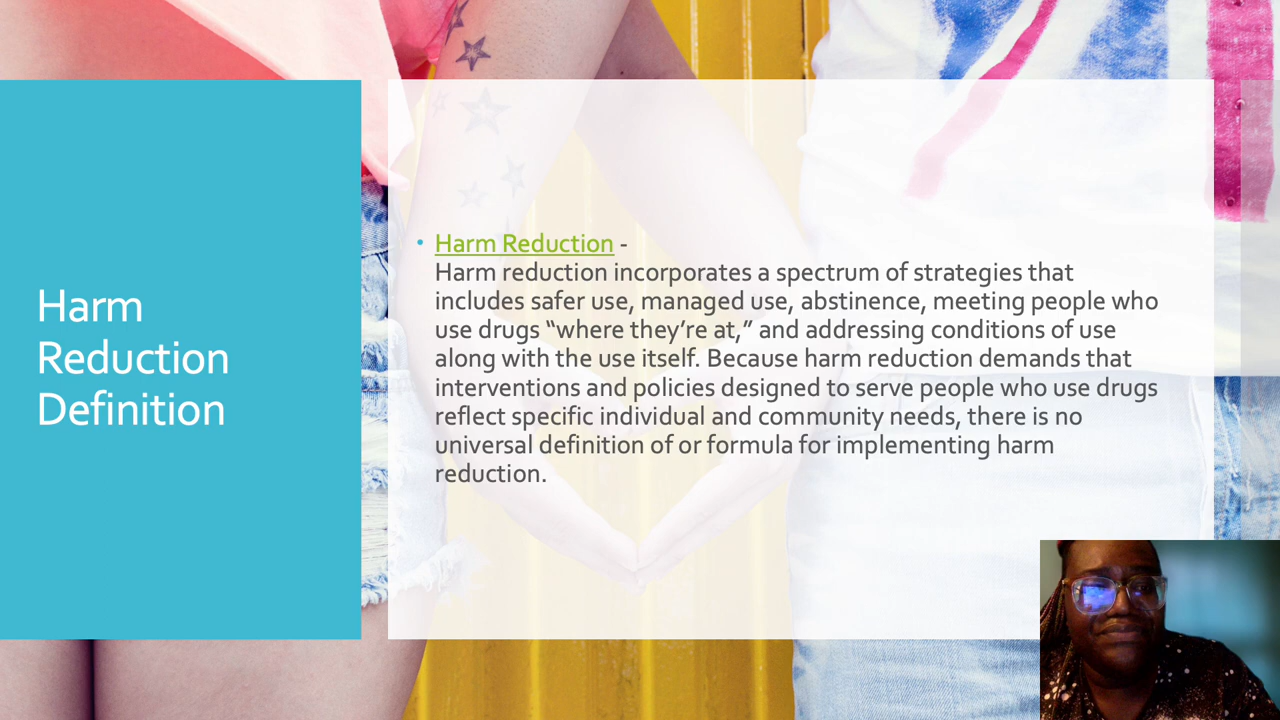 Harm
Reduction
Definition
• Harm Reduction -
Harm reduction incorporates a spectrum of strategies that
includes safer use, managed use, abstinence, meeting people who
use drugs “where they’re at,” and addressing conditions of use
along with the use itself. Because harm reduction demands that
interventions and policies designed to serve people who use drugs
reflect specific individual and community needs, there is no
universal definition of or formula for implementing harm
reduction.